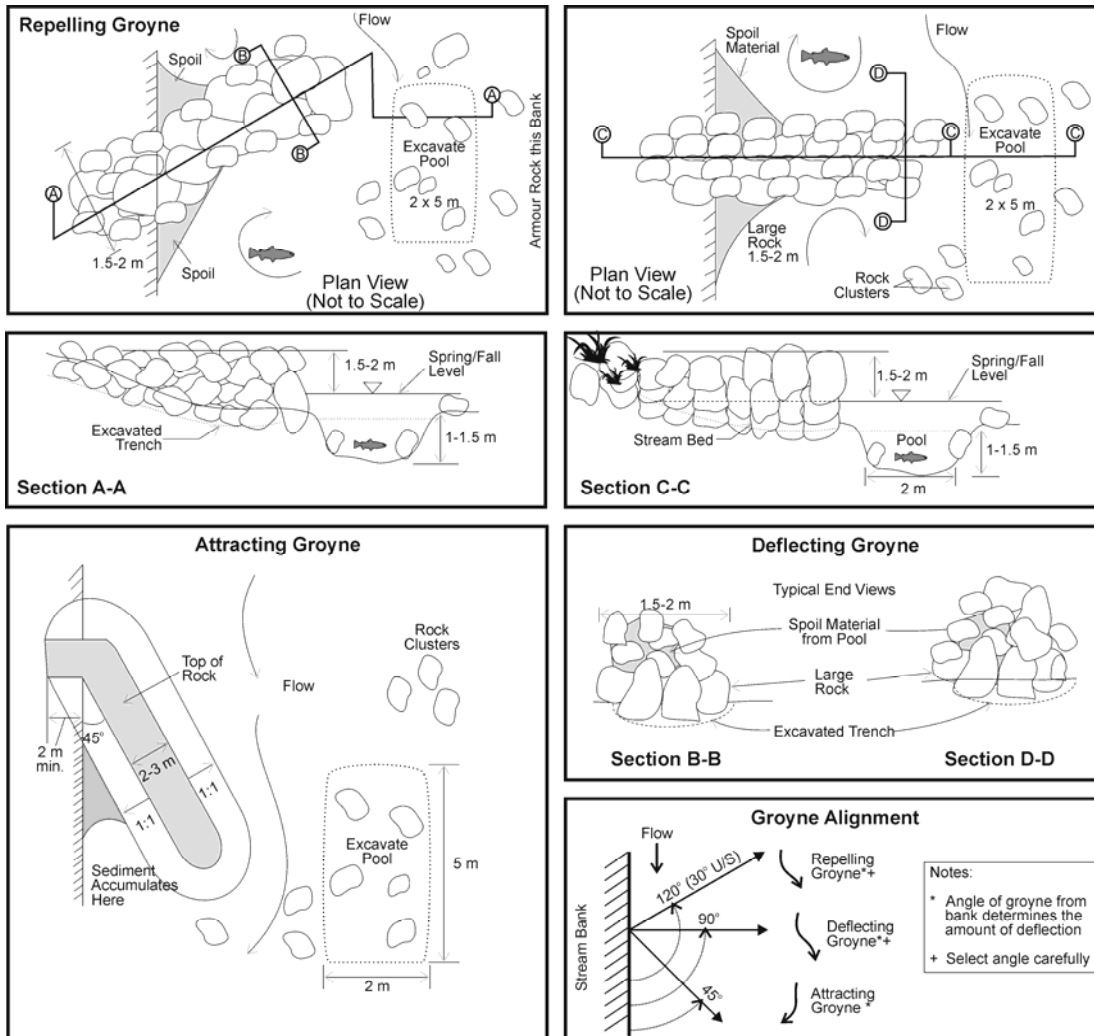 Repelling Groyne
Flow
Spoil
B
A
Excavate
Pool
B
A
2 x 5 m
1.5-2 m
Spoil
Plan View
(Not to Scale)
Armour Rock this Bank
Spoil
Material
Flow
D
C
C
C
Excavate
Pool
2 x 5 m
D
Large
Rock
1.5-2 m
Plan View
(Not to Scale)
Rock
Clusters
1.5-2 m
Spring/Fall
Level
Excavated
Trench
1-1.5 m
Section A-A
1.5-2 m
Spring/Fall
Level
Stream Bed
Pool
1-1.5 m
2 m
Section C-C
Attracting Groyne
Rock
Clusters
Top of
Rock
Flow
2 m
min.
45°
2-3 m
1:1
1:1
Excavate
Pool
5 m
Sediment
Accumulates
Here
2 m
Deflecting Groyne
Typical End Views
1.5-2 m
Spoil Material
from Pool
Large
Rock
Excavated Trench
Section B-B
Section D-D
Groyne Alignment
Flow
Stream Bank
120° (30° U/S)
90°
45°
Repelling
Groyne*+
Deflecting
Groyne*+
Attracting
Groyne *
Notes:
* Angle of groyne from
bank determines the
amount of deflection
+ Select angle carefully